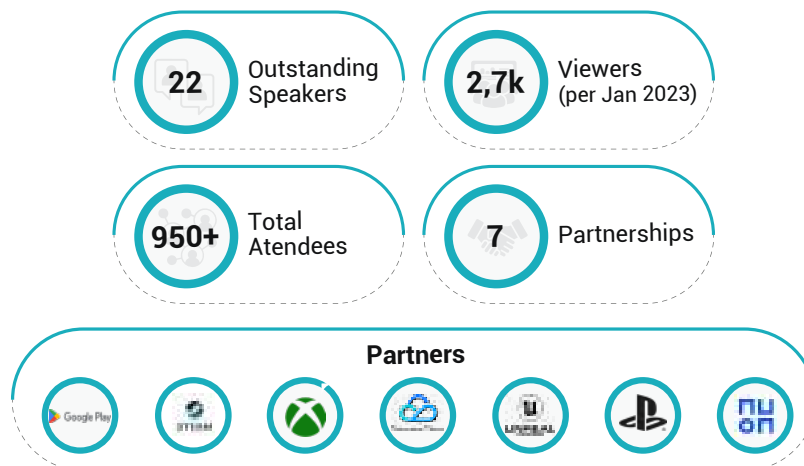 22
Outstanding
Speakers
2,7k
Viewers
(per Jan 2023)
950+
Total
Atendees
7
Partnerships
Partners
Google Play
STEAM
UNREAL
nuon